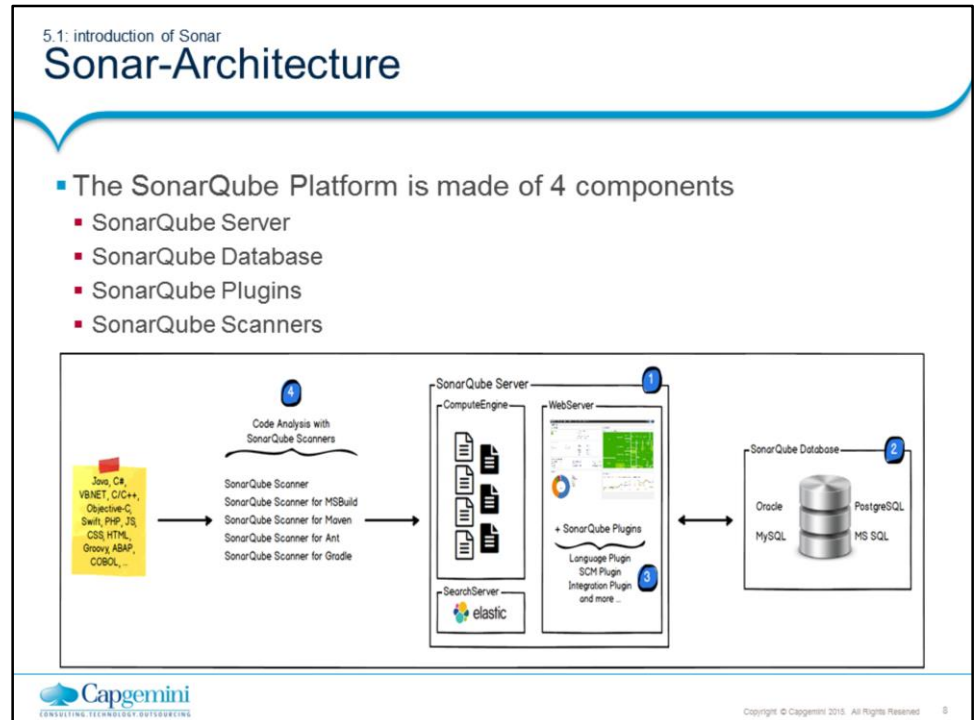 5.1: introduction of Sonar
Sonar-Architecture
The SonarQube Platform is made of 4 components
SonarQube Server
SonarQube Database
SonarQube Plugins
SonarQube Scanners
Java, C#,
VB.NET, C/C++,
Objective-C,
Swift, PHP, JS,
CSS, HTML,
Groovy, ABAP,
COBOL, ...
4
Code Analysis with
SonarQube Scanners
SonarQube Scanner
SonarQube Scanner for MSBuild
SonarQube Scanner for Maven
SonarQube Scanner for Ant
SonarQube Scanner for Gradle
SonarQube Server
1
ComputeEngine
SearchServer
elastic
WebServer
+ SonarQube Plugins
Language Plugin
SCM Plugin
Integration Plugin
and more ...
3
SonarQube Database
2
Oracle
PostgreSQL
MySQL
MS SQL
Capgemini
CONSULTING.TECHNOLOGY.OUTSOURCING
Copyright © Capgemini 2015. All Rights Reserved
8